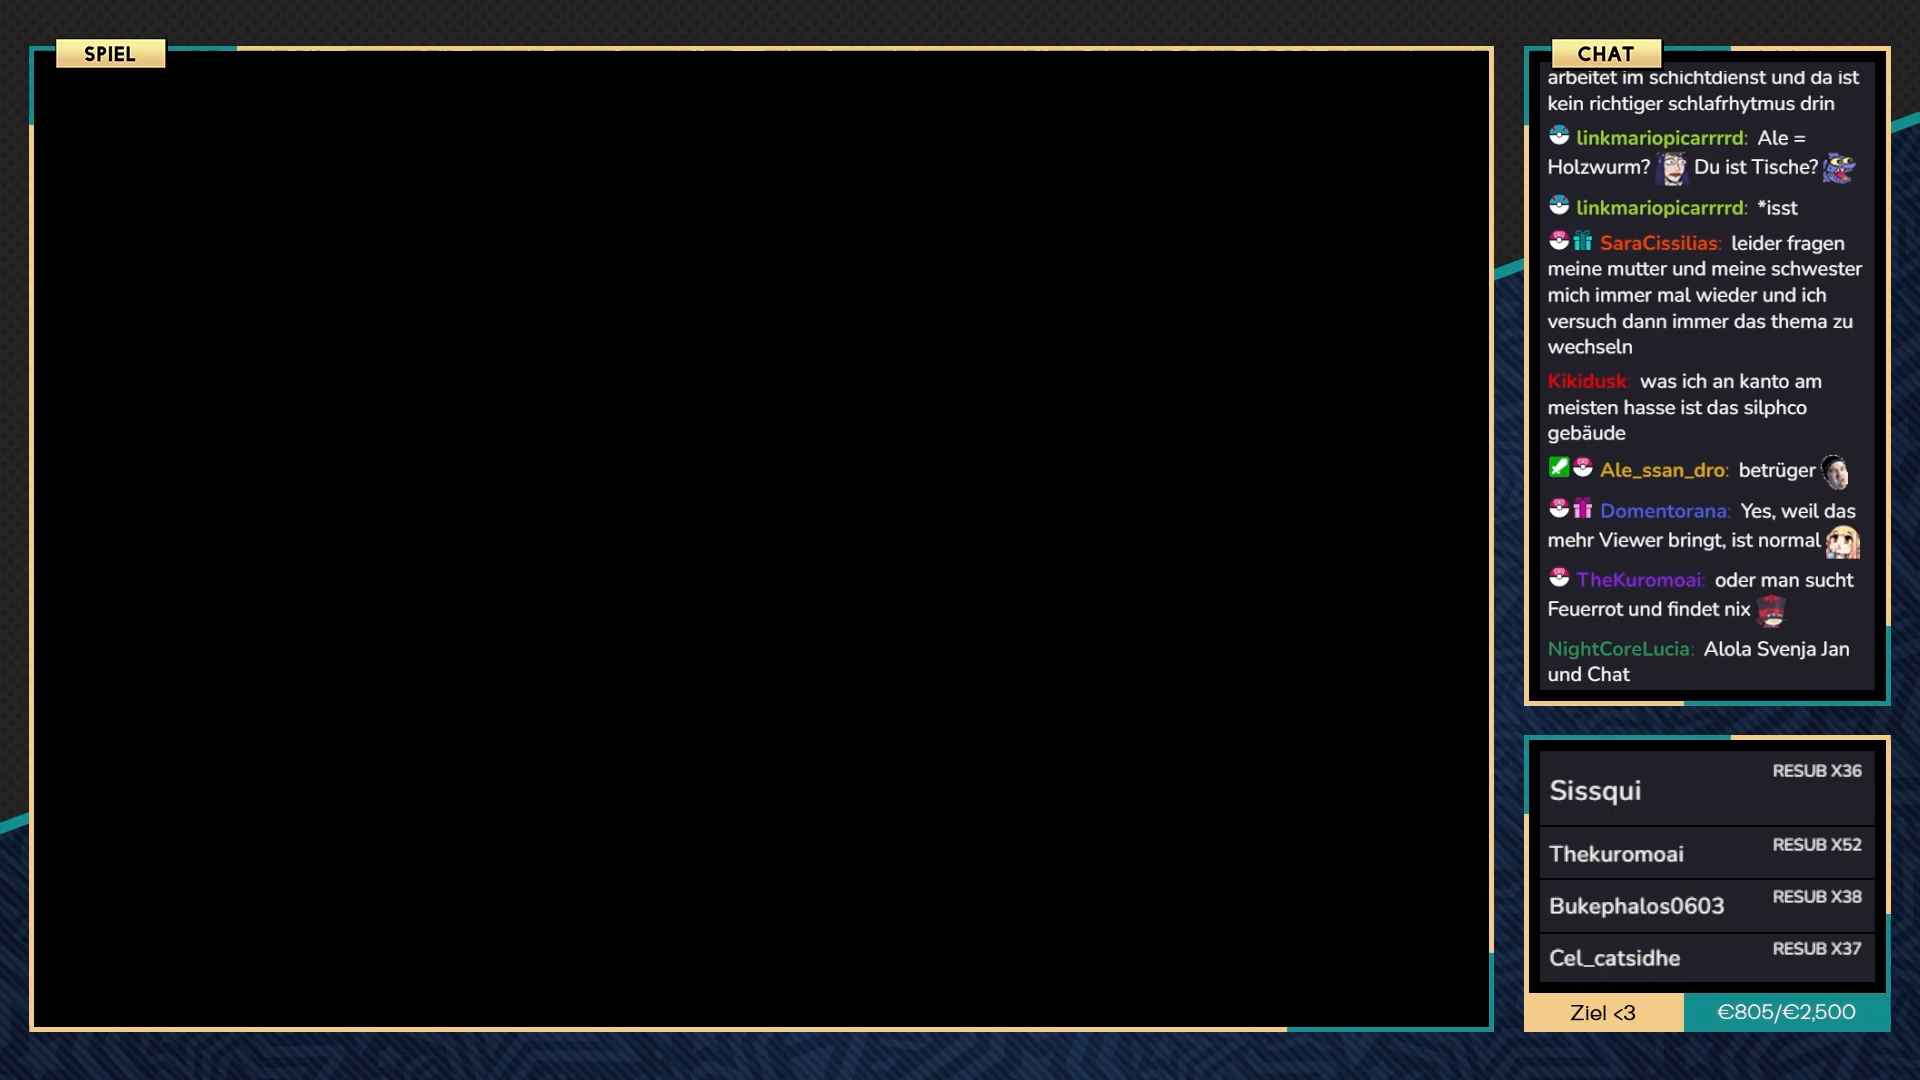 SPIEL
CHAT
arbeitet im schichtdienst und da ist
kein richtiger schlafrhytmus drin
linkmariopicarrrrd: Ale =
Holzwurm? Du ist Tische?
linkmariopicarrrrd: *isst
SaraCissilias: leider fragen
meine mutter und meine schwester
mich immer mal wieder und ich
versuch dann immer das thema zu
wechseln
Kikidusk: was ich an kanto am
meisten hasse ist das silphco
gebäude
Ale_ssan_dro: betrüger
Domentorana: Yes, weil das
mehr Viewer bringt, ist normal
TheKuromoai: oder man sucht
Feuerrot und findet nix
NightCoreLucia: Alola Svenja Jan
und Chat
Sissqui RESUB X36
Thekuromoai RESUB X52
Bukephalos0603 RESUB X38
Cel_catsidhe RESUB X37
Ziel <3 €805/€2,500